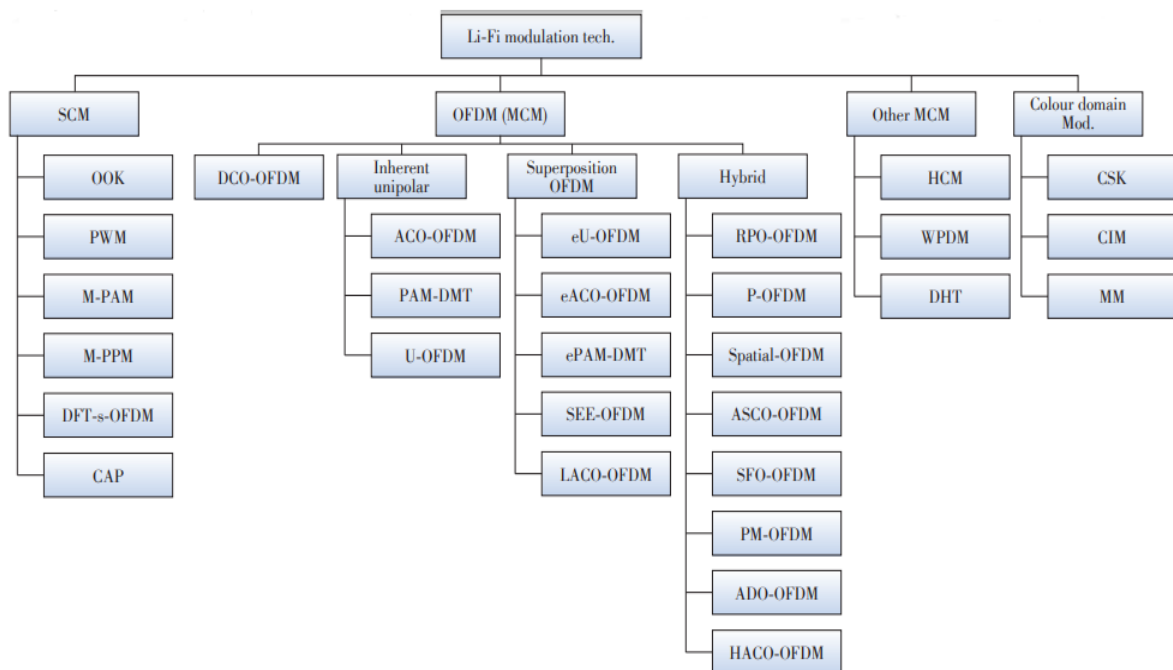 Li-Fi modulation tech.
SCM
OFDM (MCM)
Other MCM
Colour domain
Mod.
OOK
PWM
M-PAM
M-PPM
DFT-s-OFDM
CAP
DCO-OFDM
Inherent
unipolar
ACO-OFDM
PAM-DMT
U-OFDM
Superposition
OFDM
eU-OFDM
eACO-OFDM
ePAM-DMT
SEE-OFDM
LACO-OFDM
Hybrid
RPO-OFDM
P-OFDM
Spatial-OFDM
ASCO-OFDM
SFO-OFDM
PM-OFDM
ADO-OFDM
HACO-OFDM
HCM
WPDM
DHT
CSK
CIM
MM